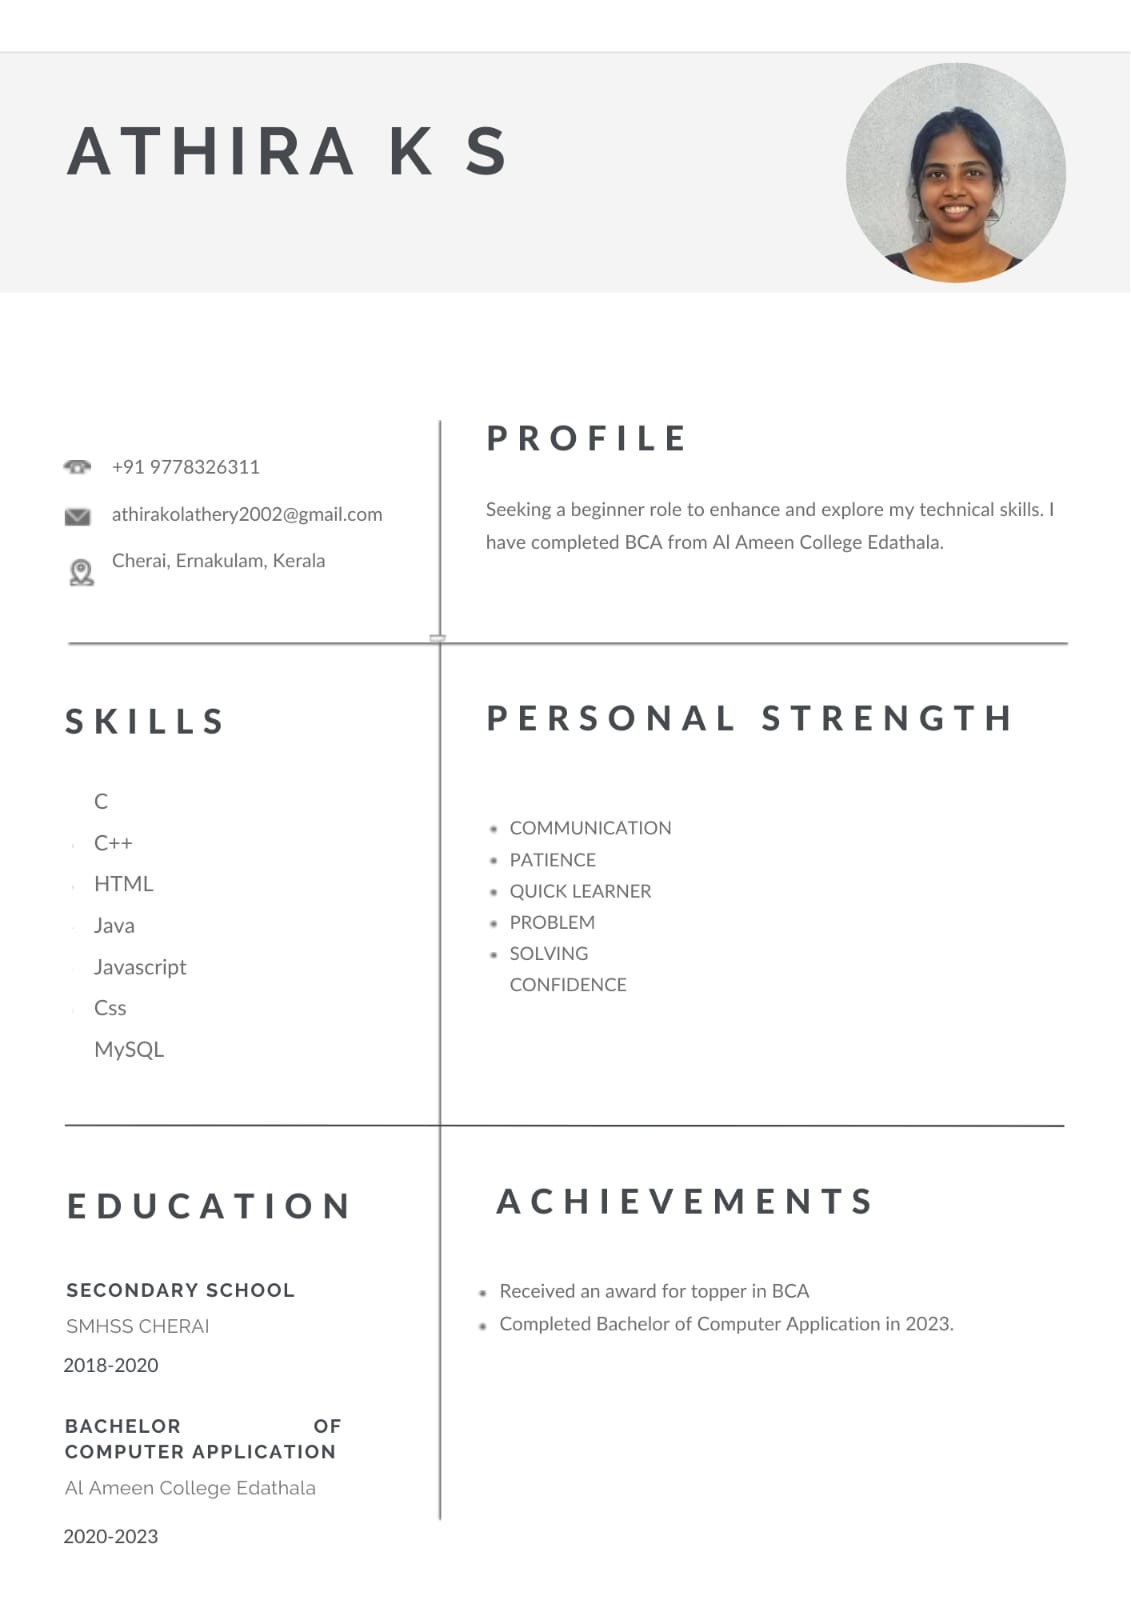 ATHIRA K S
+91 9778326311
athirakolathery2002@gmail.com
Cherai, Ernakulam, Kerala
PROFILE
Seeking a beginner role to enhance and explore my technical skills. I
have completed BCA from Al Ameen College Edathala.
SKILLS
C
C++
HTML
Java
Javascript
Css
MySQL
PERSONAL STRENGTH
COMMUNICATION
PATIENCE
QUICK LEARNER
PROBLEM
SOLVING
CONFIDENCE
EDUCATION
SECONDARY SCHOOL
SMHSS CHERAI
2018-2020
BACHELOR OF
COMPUTER APPLICATION
Al Ameen College Edathala
2020-2023
ACHIEVEMENTS
Received an award for topper in BCA
Completed Bachelor of Computer Application in 2023.